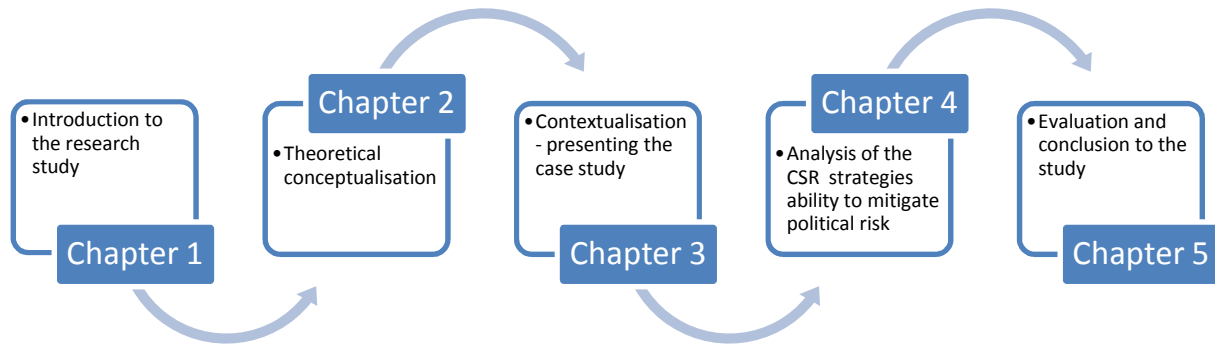 •Introduction to
the research
study
Chapter 1
Chapter 2
•Theoretical
conceptualisation
•Contextualisation
- presenting the
case study
Chapter 3
Chapter 4
•Analysis of the
CSR strategies
ability to mitigate
political risk
•Evaluation and
conclusion to the
study
Chapter 5